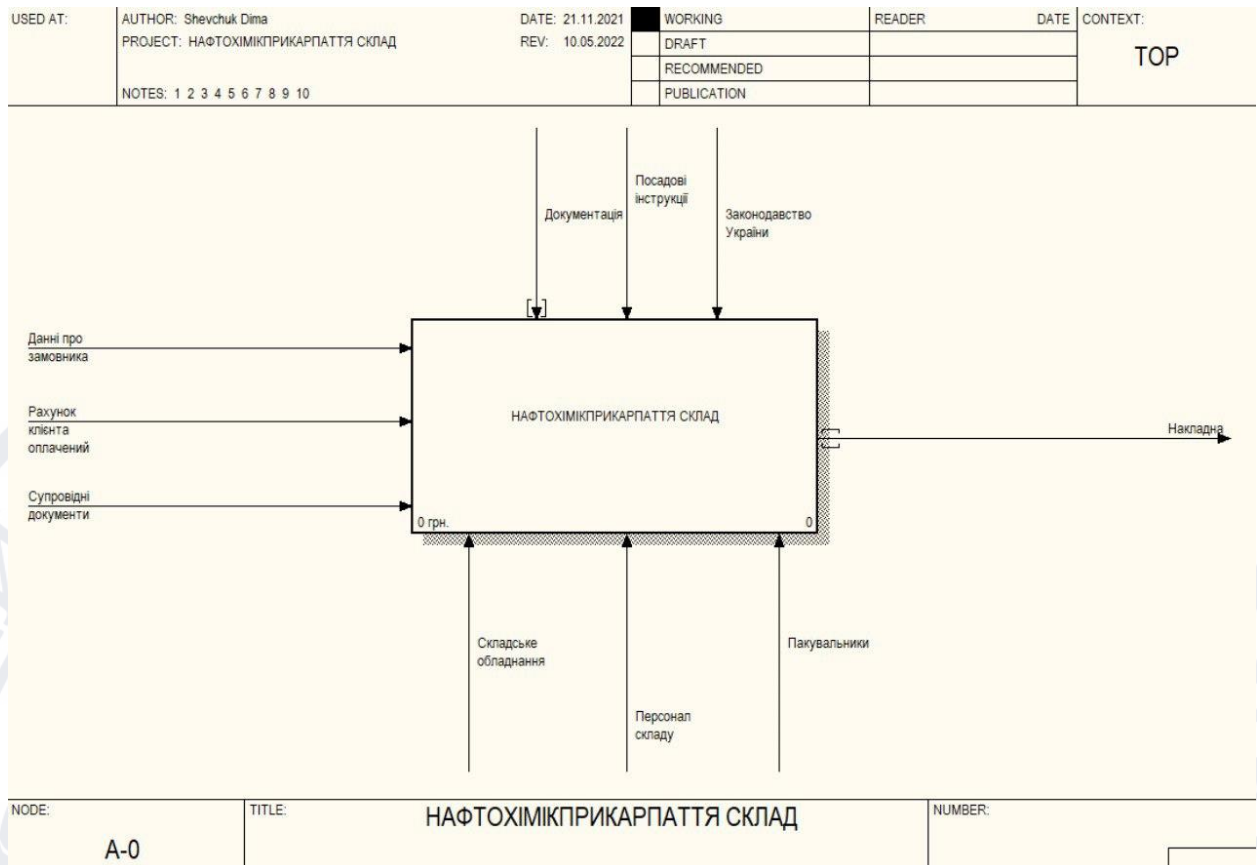 USED AT: AUTHOR: Shevchuk Dima DATE: 21.11.2021 WORKING READER DATE CONTEXT:
PROJECT: НАФТОХІМІКПРИКАРПАТТЯ СКЛАД REV: 10.05.2022 DRAFT
TOP
RECOMMENDED
NOTES: 1 2 3 4 5 6 7 8 9 10 PUBLICATION
Посадові
інструкції
Документація
Законодавство
України
Данні про
замовника
Рахунок
клієнта
оплачений
Супровідні
документи
НАФТОХІМІКПРИКАРПАТТЯ СКЛАД
0 грн. 0
Накладна
Складське
обладнання
Пакувальники
Персонал
складу
NODE: TITLE: НАФТОХІМІКПРИКАРПАТТЯ СКЛАД NUMBER:
A-0